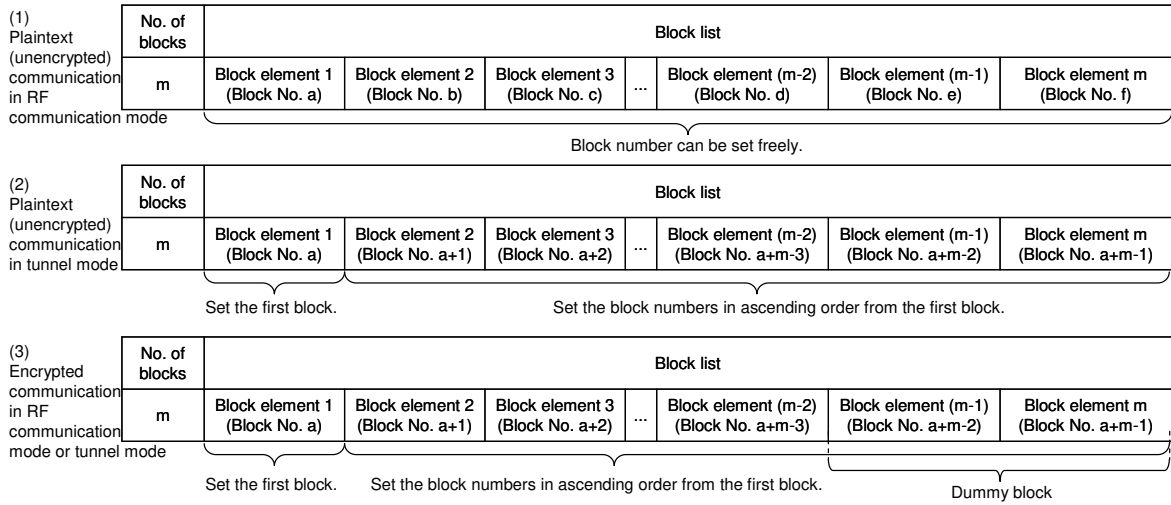 (1)
Plaintext
(unencrypted)
communication
in RF
communication mode
No. of
blocks
Block list
m
Block element 1
(Block No. a)
Block element 2
(Block No. b)
Block element 3
(Block No. c)
...
Block element (m-2)
(Block No. d)
Block element (m-1)
(Block No. e)
Block element m
(Block No. f)
Block number can be set freely.
(2)
Plaintext
(unencrypted)
communication
in tunnel mode
No. of
blocks
Block list
m
Block element 1
(Block No. a)
Block element 2
(Block No. a+1)
Block element 3
(Block No. a+2)
...
Block element (m-2)
(Block No. a+m-3)
Block element (m-1)
(Block No. a+m-2)
Block element m
(Block No. a+m-1)
Set the first block.
Set the block numbers in ascending order from the first block.
(3)
Encrypted
communication
in RF
communication
mode or tunnel mode
No. of
blocks
Block list
m
Block element 1
(Block No. a)
Block element 2
(Block No. a+1)
Block element 3
(Block No. a+2)
...
Block element (m-2)
(Block No. a+m-3)
Block element (m-1)
(Block No. a+m-2)
Block element m
(Block No. a+m-1)
Set the first block.
Set the block numbers in ascending order from the first block.
Dummy block